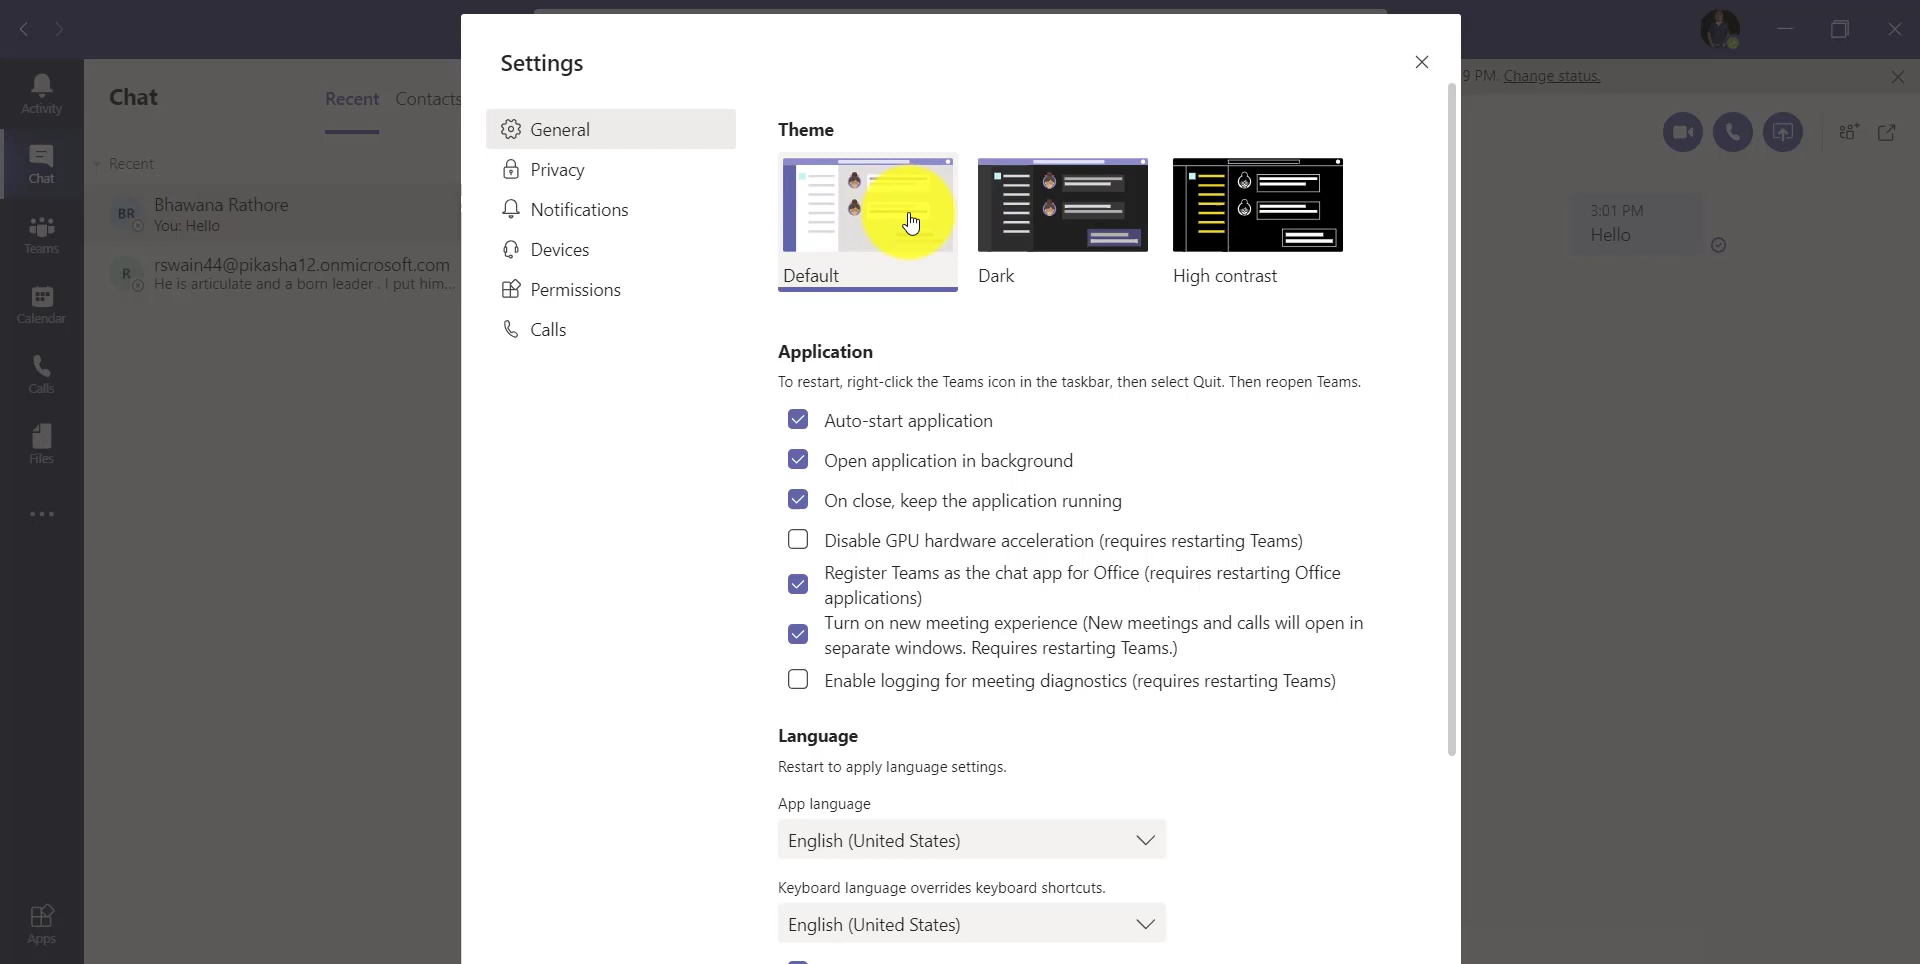 Settings
9 PM. Change status.
Activity
Chat
Teams
Calendar
Calls
Files
Apps
Chat
Recent
Contacts
Recent
BR
Bhawana Rathore
You: Hello
R
rswain44@pikasha12.onmicrosoft.com
He is articulate and a born leader . I put him...
General
Privacy
Notifications
Devices
Permissions
Calls
Theme
Default
Dark
High contrast
Application
To restart, right-click the Teams icon in the taskbar, then select Quit. Then reopen Teams.
Auto-start application
Open application in background
On close, keep the application running
Disable GPU hardware acceleration (requires restarting Teams)
Register Teams as the chat app for Office (requires restarting Office
applications)
Turn on new meeting experience (New meetings and calls will open in
separate windows. Requires restarting Teams.)
Enable logging for meeting diagnostics (requires restarting Teams)
Language
Restart to apply language settings.
App language
English (United States)
Keyboard language overrides keyboard shortcuts.
English (United States)
3:01 PM
Hello